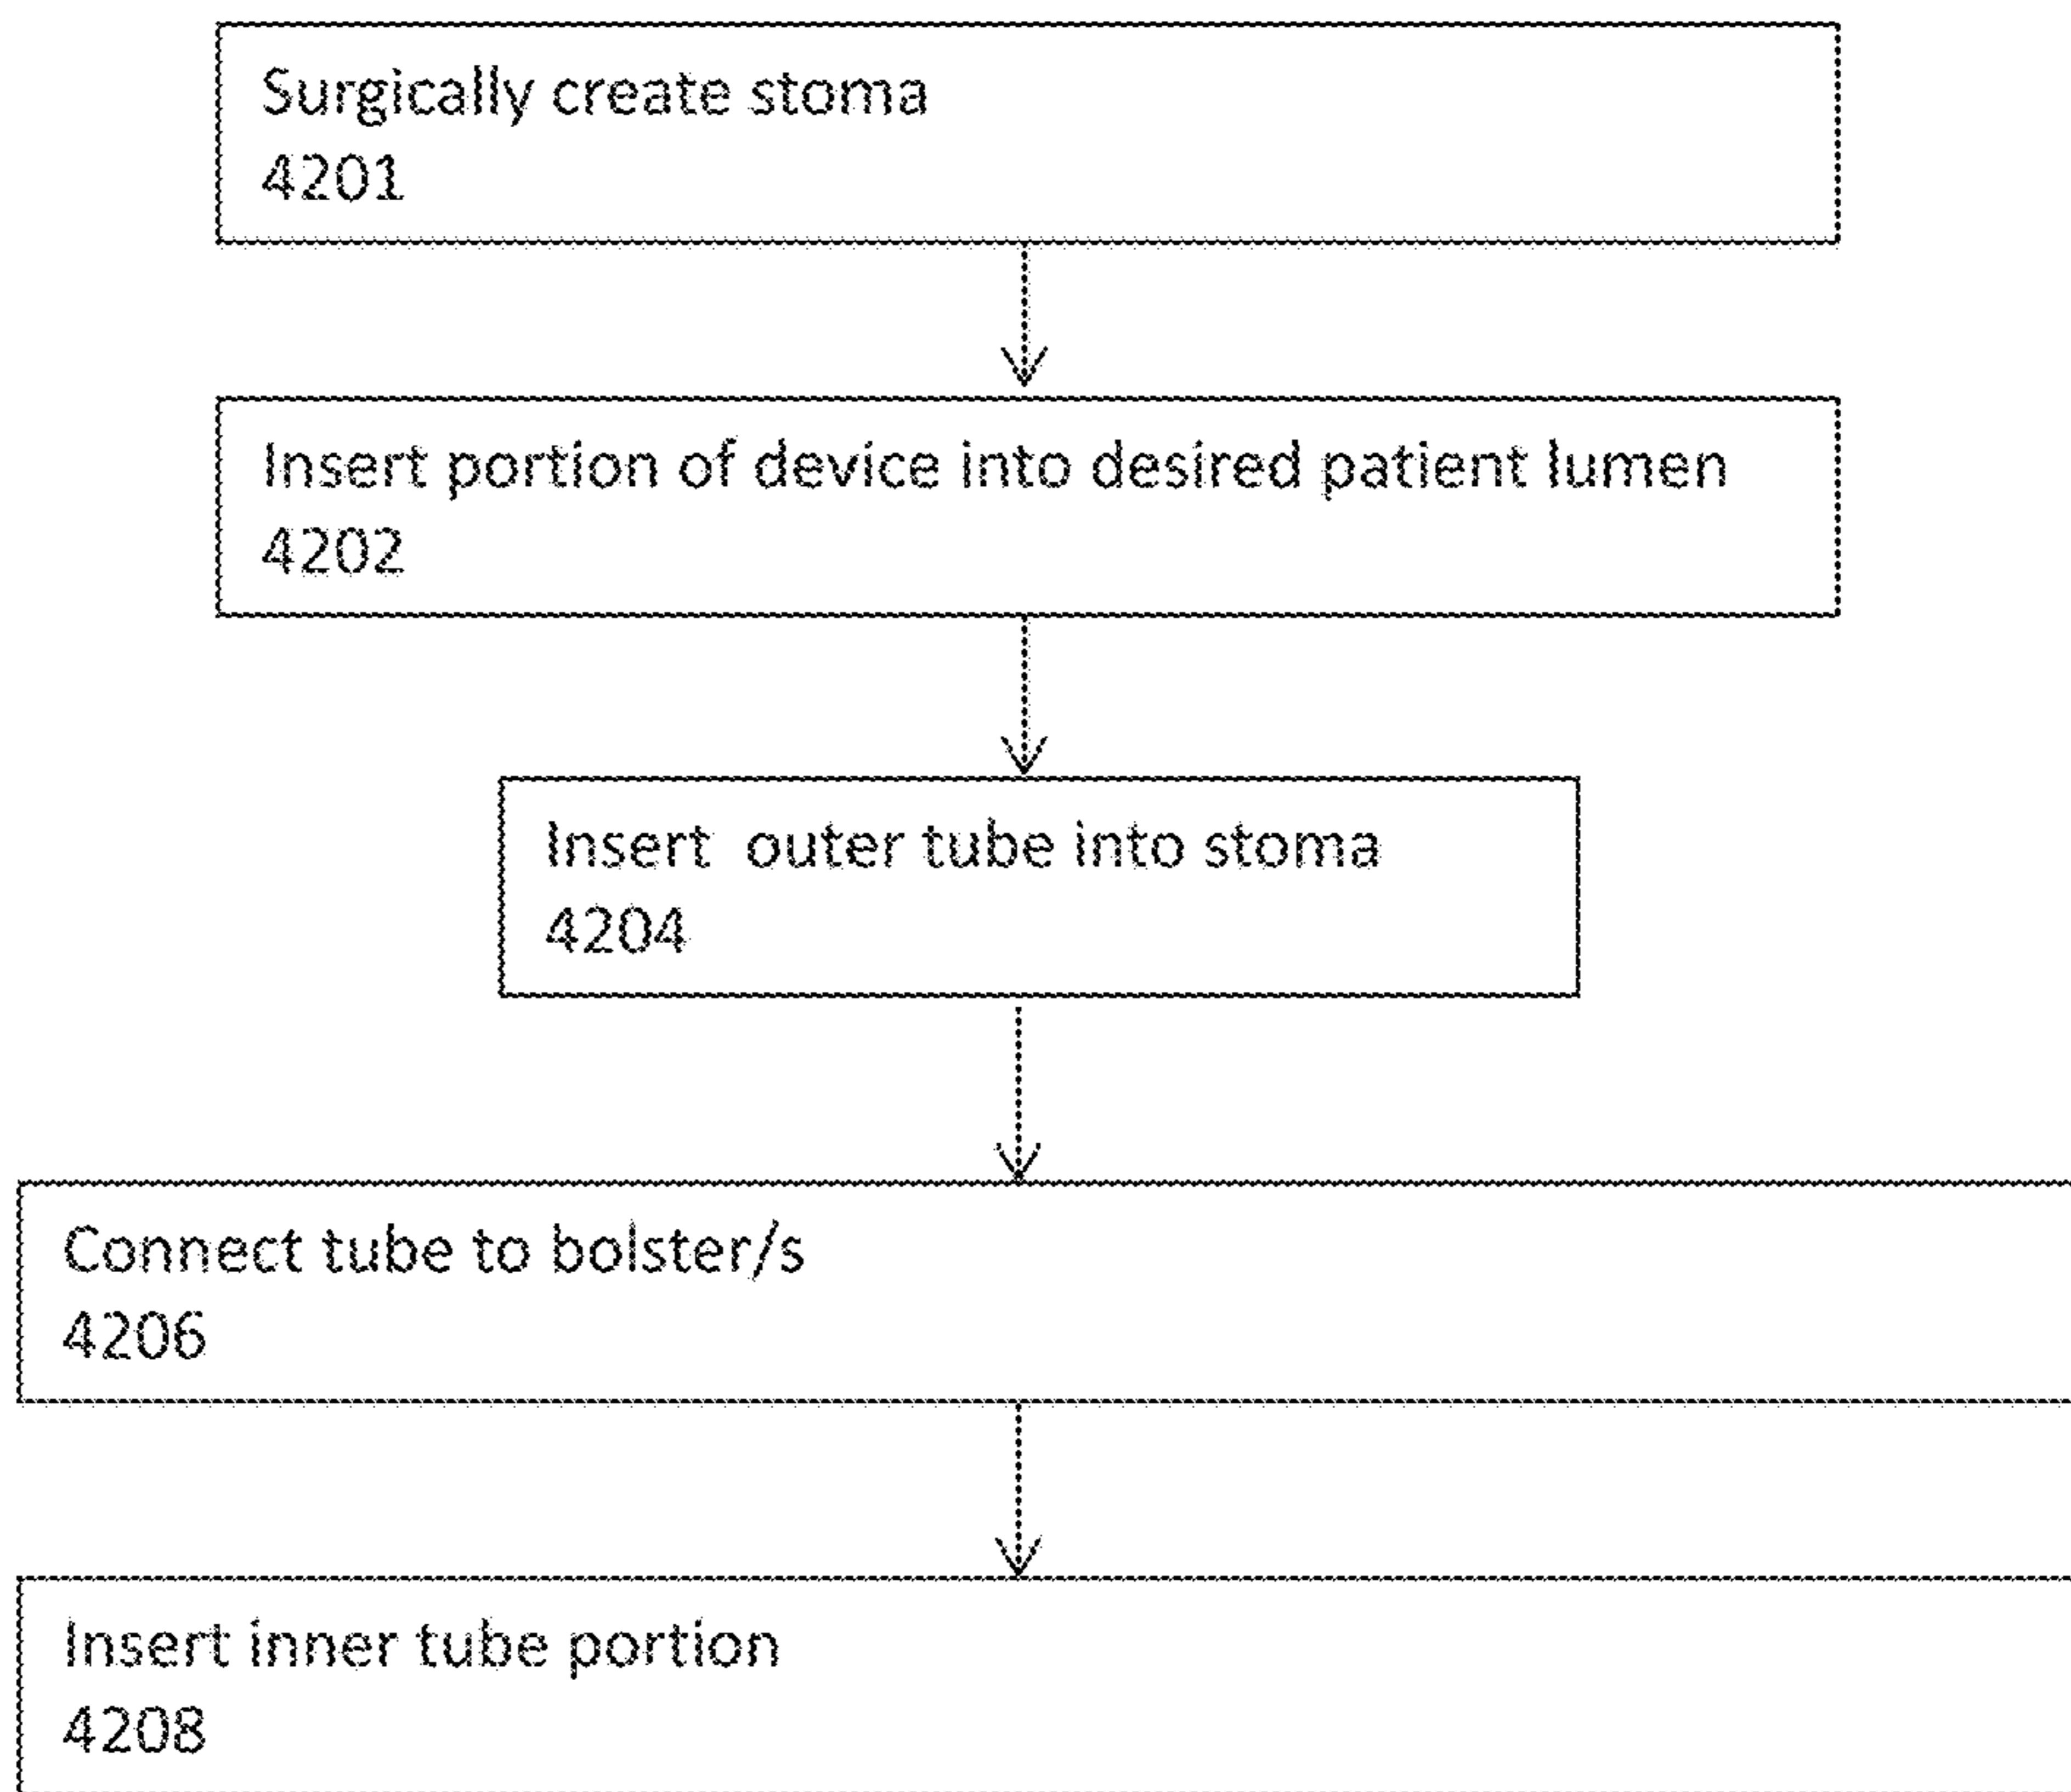 Surgically create stoma
4201
Insert portion of device into desired patient lumen
4202
Insert outer tube into stoma
4204
Connect tube to bolster/s
4206
Insert inner tube portion
4208